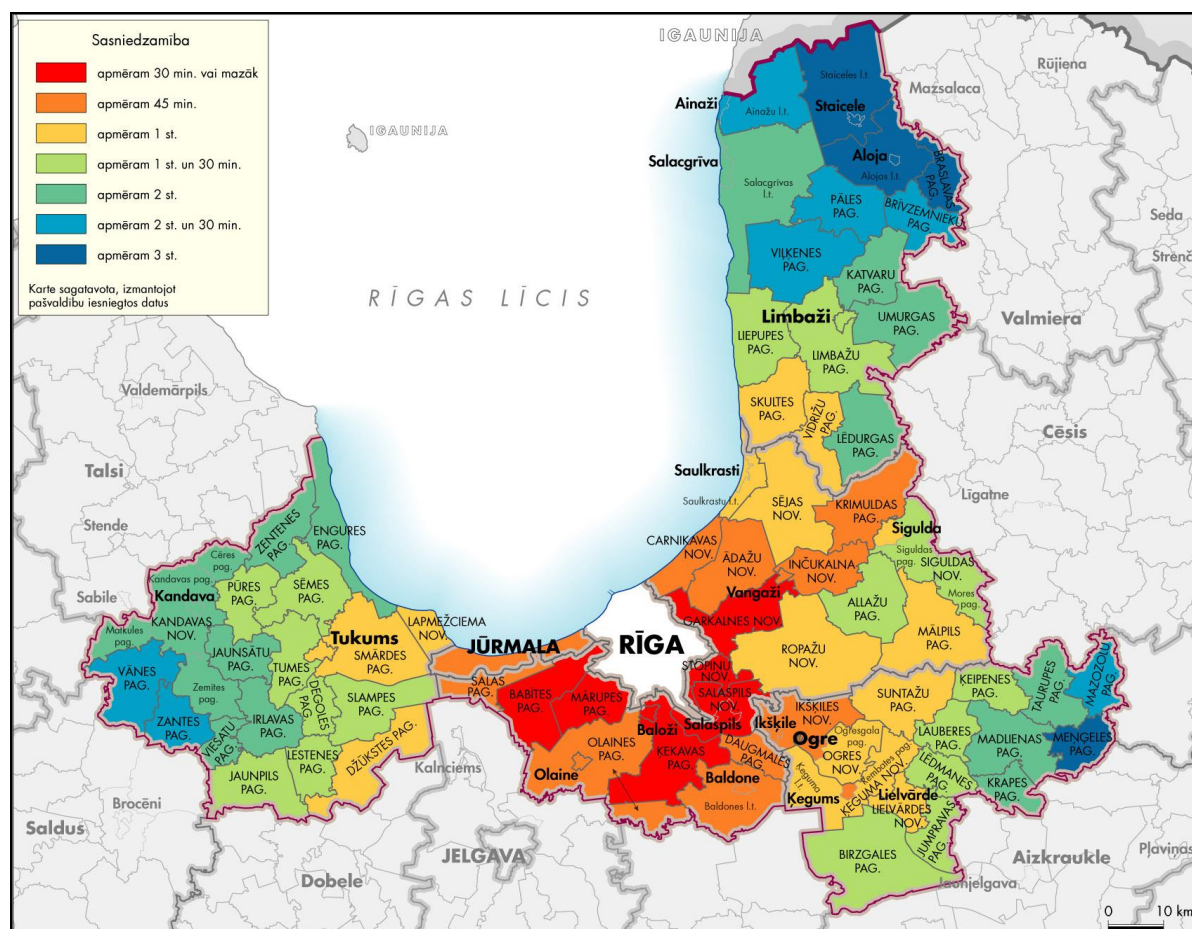 Sasniedzamība
apmēram 30 min. vai mazāk
apmēram 45 min.
apmēram 1 st.
apmēram 1 st. un 30 min.
apmēram 2 st.
apmēram 2 st. un 30 min.
apmēram 3 st.
Karte sagatavota, izmantojot
pašvaldību iesniegtos datus
IGAUNIJA
IGAUNIJA
RĪGAS LĪCIS
Rūjiena
Mazsalaca
Staiceles l.t.
Ainaži
Ainažu l.t.
Staicele
Salacgrīva
Aloja
Alojas l.t.
BRASLAVAS
PAG.
Salacgrīvas
l.t.
PĀLES
PAG.
BRĪVZEMNIEKU
PAG.
Seda
Strenč
VIĻĶENES
PAG.
KATVARU
PAG.
Limbaži
UMURGAS
PAG.
Valmiera
LIEPUPES
PAG.
LIMBAŽU
PAG.
Valdemārpils
SKULTES
PAG.
VIDRIŽU
PAG.
LĒDURGAS
PAG.
Cēsis
Talsi
Saulkrasti
Saulkrastu l.t.
SĒJAS
NOV.
KRIMULDAS
PAG.
Līgatne
Stende
ZENTENES
PAG.
ENGURES
PAG.
CARNIKAVAS
NOV.
Sigulda
Cēres
pag.
ĀDAŽU
NOV.
INČUKALNA
NOV.
Siguldas
pag.
SIGULDAS
NOV.
Kandavas pag.
Kandava
PŪRES
PAG.
SĒMES
PAG.
Vangaži
Mores
pag.
Sabile
KANDAVAS
NOV.
GARKALNES NOV.
ALLAŽU
PAG.
Matkules
pag.
Tukums
LAPMEŽCIEMA
NOV.
MĀLPILS
PAG.
JŪRMALA
RĪGA
ROPAŽU
NOV.
JAUNSĀTU
PAG.
SMĀRDES
PAG.
VĀNES
PAG.
TUMES
PAG.
STOPIŅU
NOV.
Zemītes
pag.
DEGOLES
PAG.
SALAS
PAG.
BABĪTES
PAG.
MĀRUPES
PAG.
SALASPILS
NOV.
SUNTAŽU
PAG.
ĶEIPENES
PAG.
TAURUPES
PAG.
MAZOZOLU
PAG.
SLAMPES
PAG.
ZANTES
PAG.
IRLAVAS
PAG.
VIESATU
PAG.
Baloži
Salaspils
Ikšķile
IKŠĶILES
NOV.
Ogre
Ogresgala
pag.
LAUBERES
PAG.
MADLIENAS
PAG.
MEŅĢELES
PAG.
LESTENES
PAG.
DŽŪKSTES PAG.
OLAINES
PAG.
ĶEKAVAS
PAG.
DAUGMALES
PAG.
OGRES
NOV.
LĒDMANES
PAG.
JAUNPILS
PAG.
Kalnciems
Olaine
Baldone
Ķeguma
l.t.
Rembates pag.
KRAPES
PAG.
Ķegums
ĶEGUMA NOV.
Lielvārde
LIELVĀRDES
NOV.
Brocēni
Baldones l.t.
JUMPRAVAS
PAG.
Saldus
JELGAVA
BIRZGALES
PAG.
Aizkraukle
Pļaviņas
Dobele
Jaunjelgava
0 10 km